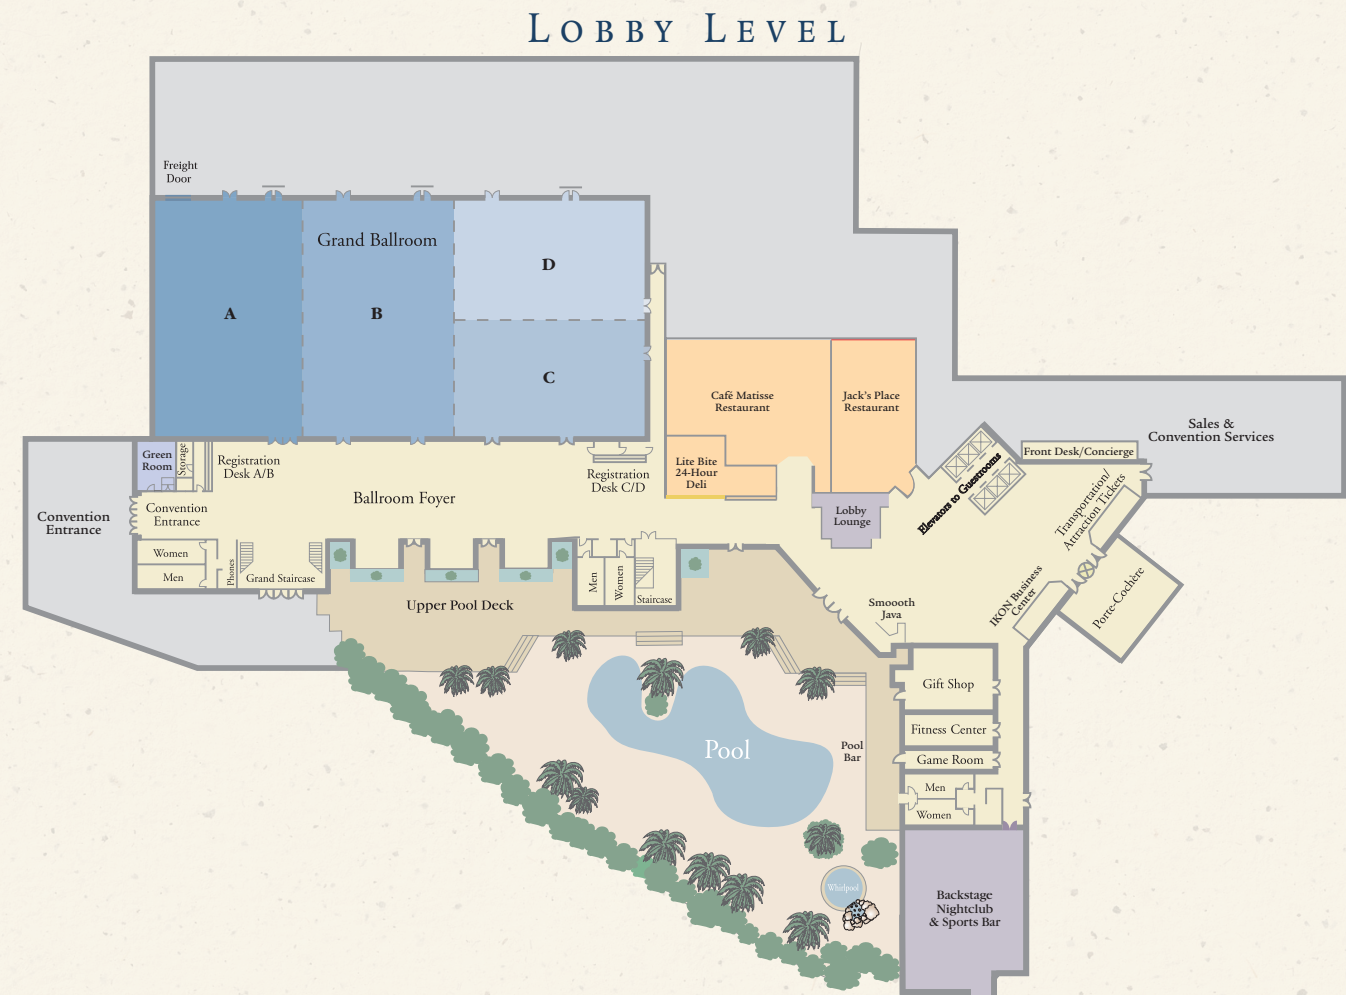 Lobby Level
Freight
Door
Grand Ballroom
A
B
D
C
Café Matisse
Restaurant
Jack's Place
Restaurant
Lite Bite
24-Hour
Deli
Sales &
Convention Services
Front Desk/Concierge
Elevators to Guestrooms
Transportation/
Attraction Tickets
Green
Room
Storage
Registration
Desk A/B
Registration
Desk C/D
Ballroom Foyer
Lobby
Lounge
Convention
Entrance
Convention
Entrance
Women
Men
Phones
Grand Staircase
Men
Women
Staircase
Upper Pool Deck
Smoooth
Java
IKON Business
Center
Porte-Cochère
Gift Shop
Fitness Center
Game Room
Men
Women
Pool
Pool
Bar
Whirlpool
Backstage
Nightclub
& Sports Bar